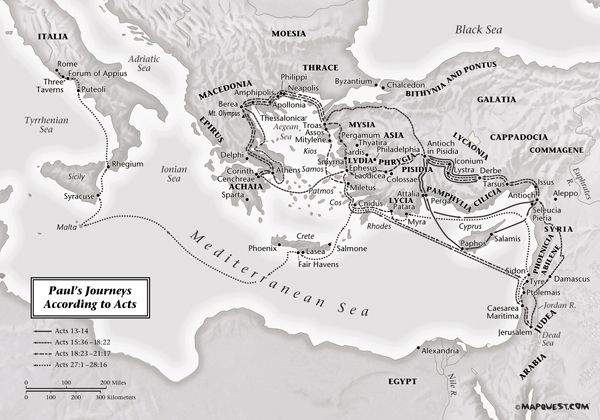 Black Sea
ITALIA
Adriatic
Sea
MOESIA
THRACE
Rome
Forum of Appius
Three
Taverns
Puteoli
Philippi
Neapolis
Byzantium
Chalcedon
BITHYNIA AND PONTUS
MACEDONIA
Amphipolis
Apollonia
Berea
Mt. Olympus
Thessalonica
Aegean
Sea
Troas
Assos
Mitylene
MYSIA
Pergamum
ASIA
Thyatira
GALATIA
CAPPADOCIA
COMMAGENE
Tyrrhenian
Sea
EPIRUS
Kios
Sardis
Philadelphia
Antioch
in Pisidia
LYCAONIA
Iconium
Lystra
Derbe
Tarsus
Issus
Euphrates
R.
Rhegium
Sicily
Syracuse
Ionian
Sea
Delphi
Smyrna
LYDIA
PHRYGIA
Ephesus
Laodicea
Colossae
PISIDIA
Corinth
Cenchreae
Athens
Samos
Patmos
Miletus
ACHAIA
Sparta
Cos
Cnidus
LYCIA
Patara
Attalia
Perga
PAMPHYLIA
CILICIA
Antioch
Aleppo
Seleucia
Pieria
SYRIA
Malta
Rhodes
Myra
Cyprus
Salamis
Paphos
Crete
Phoenix
Lasea
Salmone
Fair Havens
Mediterranean Sea
PHOENICIA
ABILENE
Sidon
Tyre
Damascus
Ptolemais
Jordan R.
Caesarea
Maritima
Jerusalem
JUDEA
Dead
Sea
Alexandria
Nile R.
EGYPT
ARABIA
Paul's Journeys
According to Acts
Acts 13-14
Acts 15:36–18:22
Acts 18:23–21:17
Acts 27:1–28:16
0 100 200 Miles
0 100 200 300 Kilometers
©MAPQUEST.COM